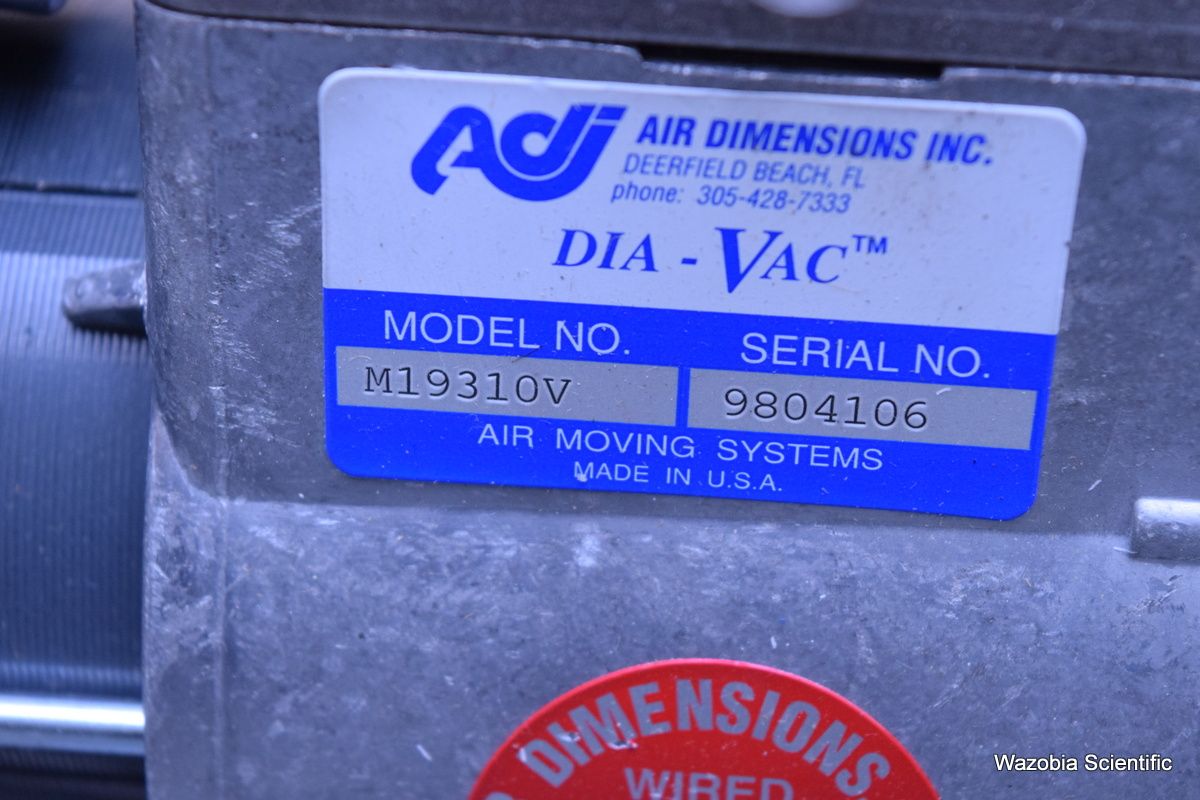 Adi
AIR DIMENSIONS INC.
DEERFIELD BEACH, FL
phone: 305-428-7333
DIA - VAC™
MODEL NO.
SERIAL NO.
M19310V
9804106
AIR MOVING SYSTEMS
MADE IN U.S.A.
DIMENSIONS
WIRED
Wazobia Scientific